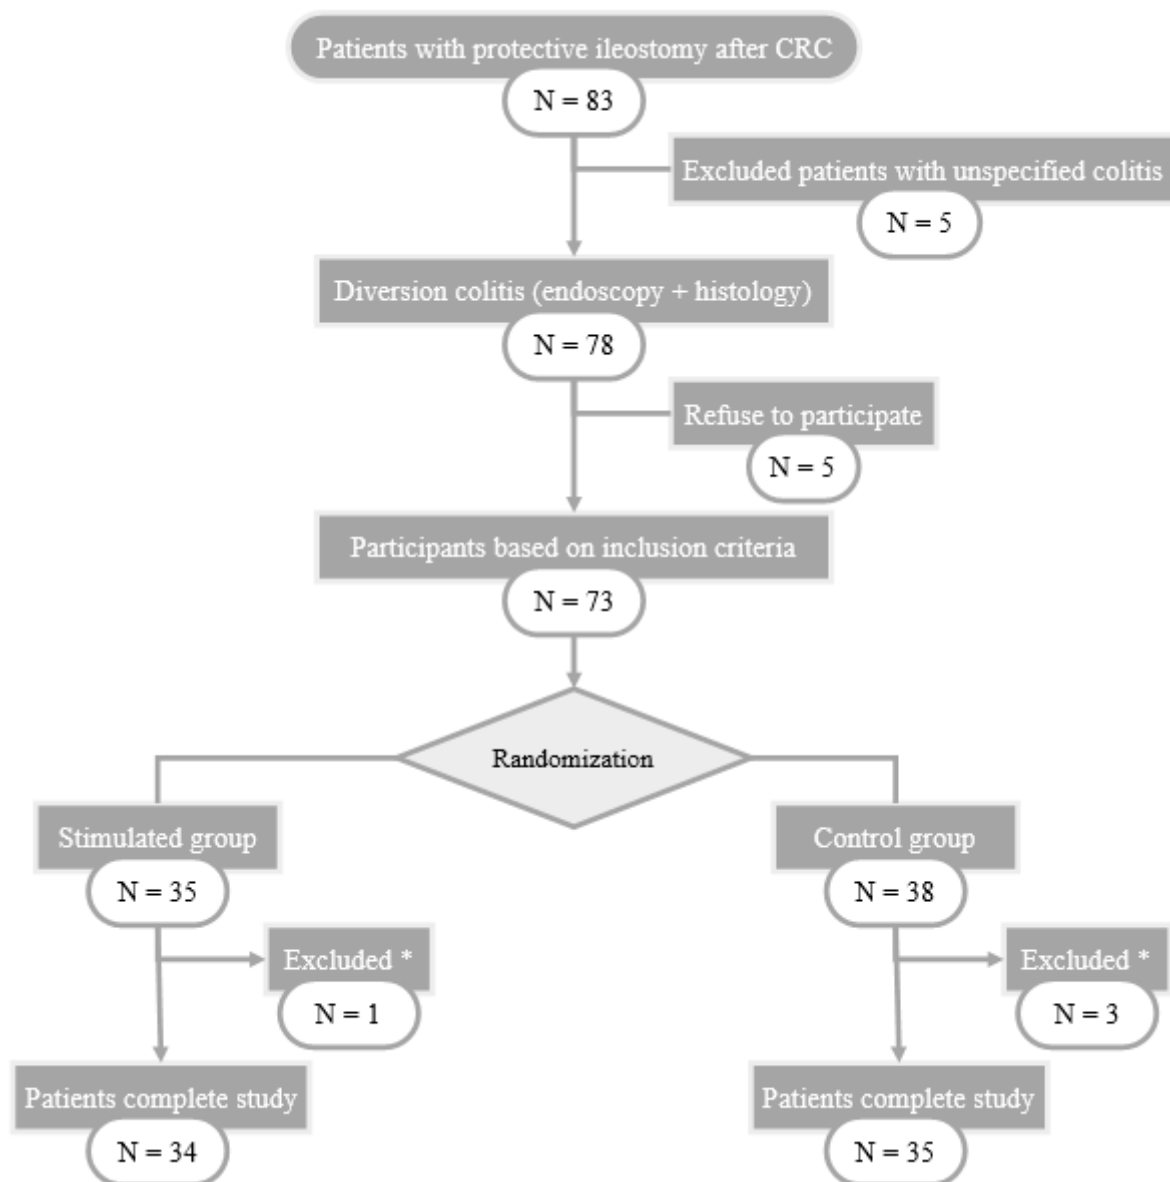 Patients with protective ileostomy after CRC
N = 83
Excluded patients with unspecified colitis
N = 5
Diversion colitis (endoscopy + histology)
N = 78
Refuse to participate
N = 5
Participants based on inclusion criteria
N = 73
Randomization
Stimulated group
N = 35
Control group
N = 38
Excluded *
N = 1
Excluded *
N = 3
Patients complete study
N = 34
Patients complete study
N = 35